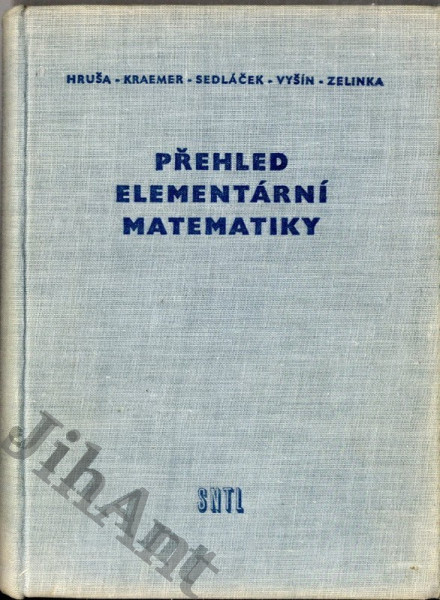 HRUŠA - KRAEMER - SEDLÁČEK - VYŠÍN - ZELINKA
PŘEHLED
ELEMENTÁRNÍ
MATEMATIKY
JihAnt
SNTL